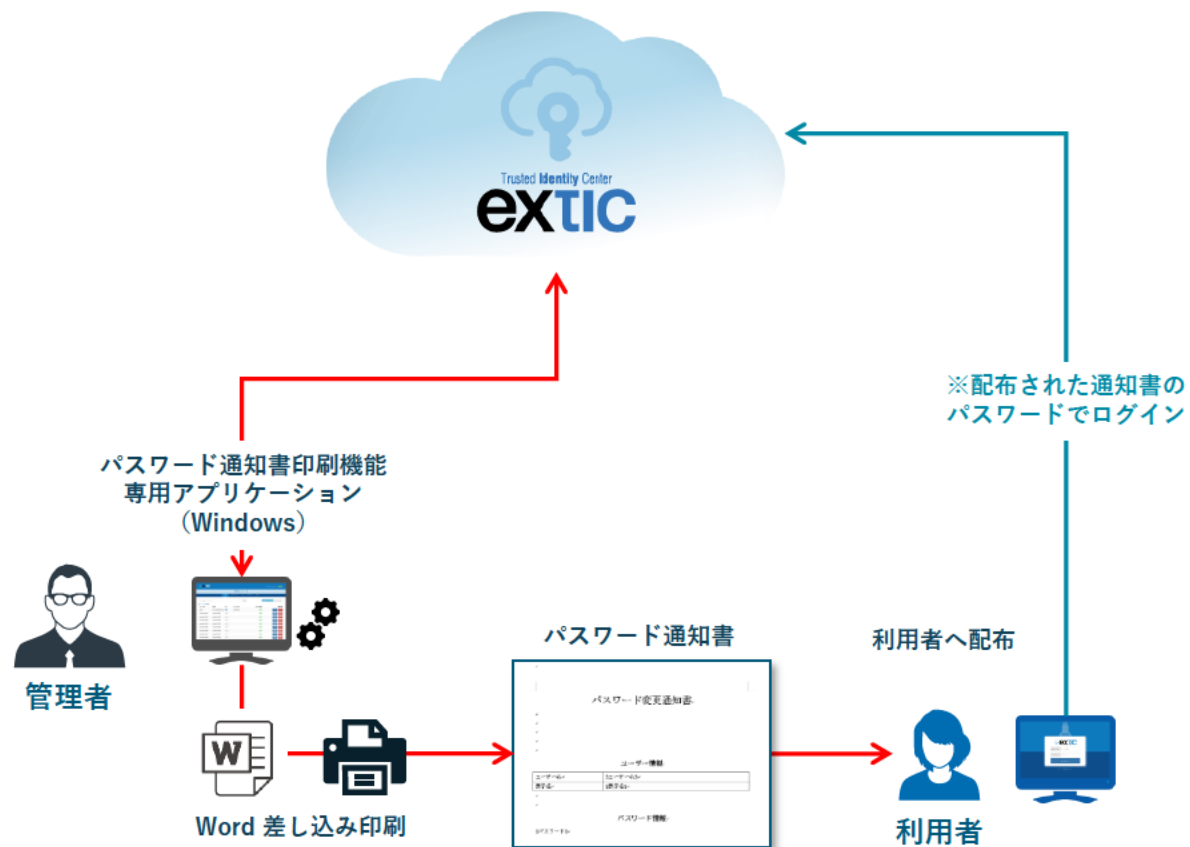 Trusted Identity Center
extic
※配布された通知書の
パスワードでログイン
パスワード通知書印刷機能
専用アプリケーション
（Windows）
パスワード通知書
利用者へ配布
パスワード変更通知書
ユーザー情報
パスワード情報
管理者
W
Word 差し込み印刷
extic
利用者